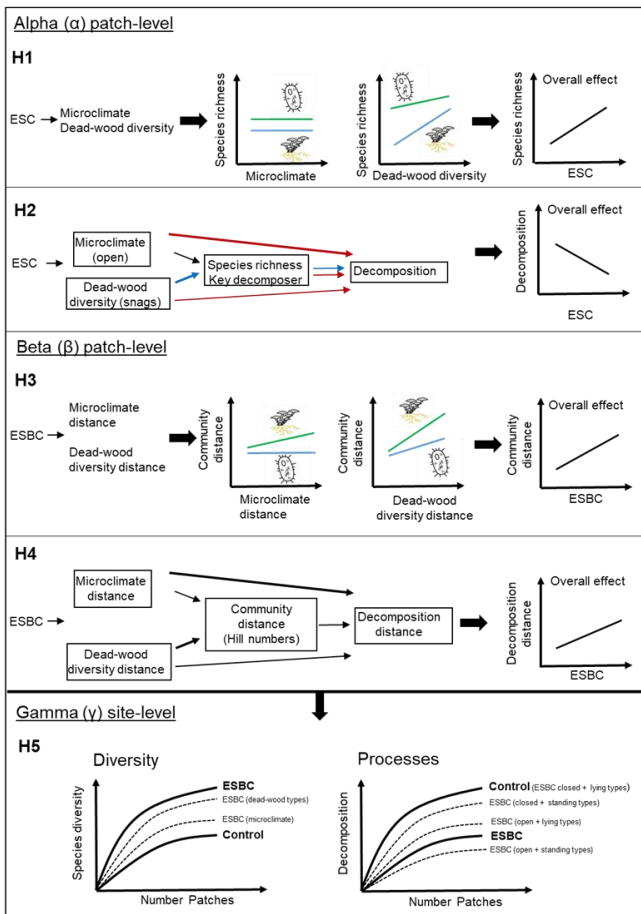 Alpha (α) patch-level
H1
ESC
Microclimate
Dead-wood diversity
Species richness
Microclimate
Species richness
Dead-wood diversity
Overall effect
Species richness
ESC
H2
ESC
Microclimate
(open)
Dead-wood
diversity (snags)
Species richness
Key decomposer
Decomposition
Overall effect
Decomposition
ESC
Beta (β) patch-level
H3
ESBC
Microclimate
distance
Dead-wood
diversity distance
Community
distance
Microclimate
distance
Community
distance
Dead-wood
diversity distance
Overall effect
Community
distance
ESBC
H4
ESBC
Microclimate
distance
Dead-wood
diversity distance
Community
distance
(Hill numbers)
Decomposition
distance
Overall effect
Decomposition
distance
ESBC
Gamma (γ) site-level
H5
Diversity
Species diversity
ESBC
ESBC (dead-wood types)
ESBC (microclimate)
Control
Number Patches
Processes
Decomposition
Control (ESBC closed + lying types)
ESBC (closed + standing types)
ESBC (open + lying types)
ESBC
ESBC (open + standing types)
Number Patches